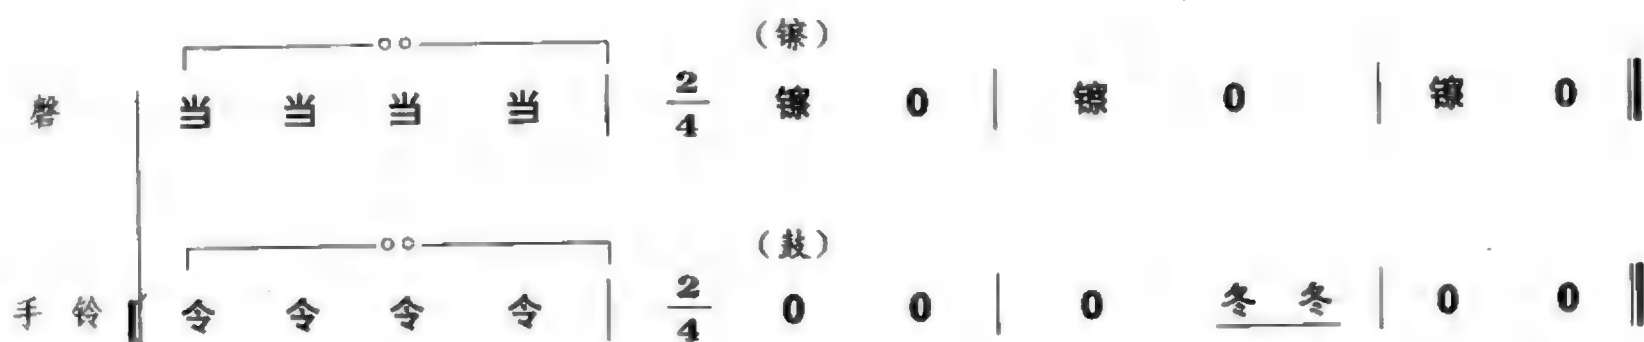 (镲)
磬 当 当 当 当 2/4 镲 0 | 镲 0 | 镲 0 ‖
(鼓)
手铃 令 令 令 令 | 2/4 0 0 | 0 冬 冬 | 0 0 ‖